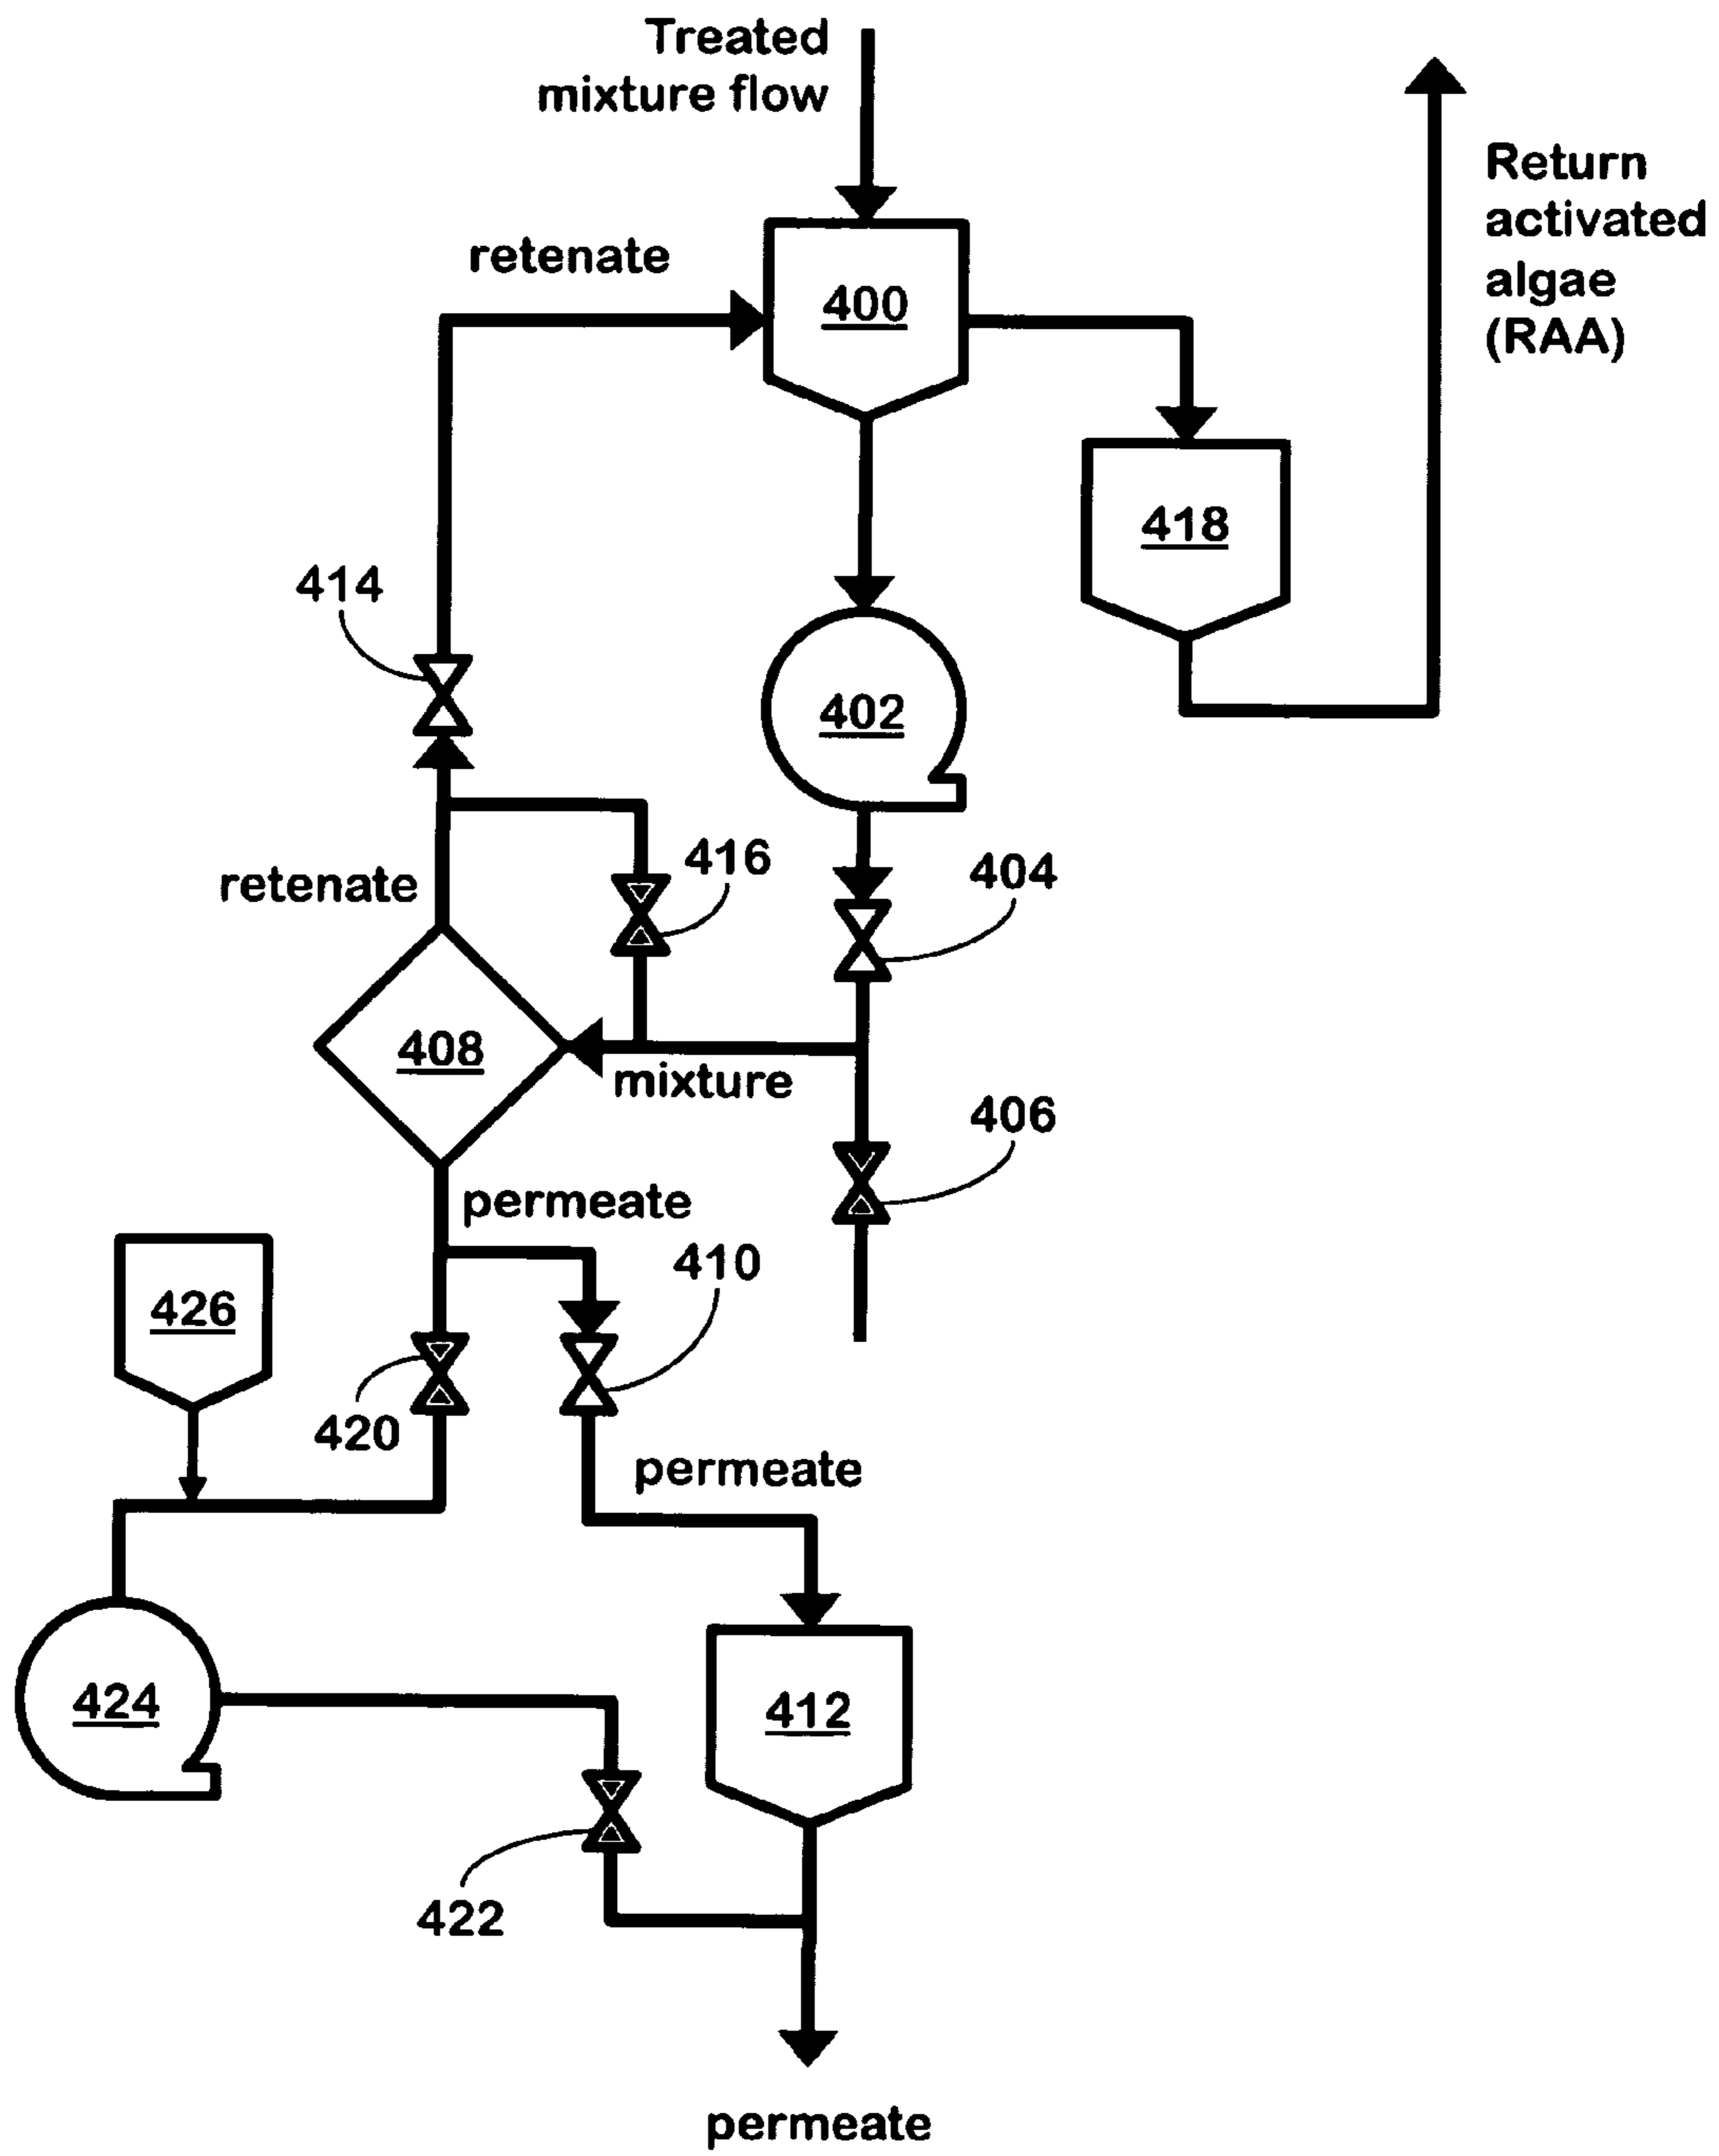 Treated
mixture flow
Return
activated
algae
(RAA)
retenate
400
418
414
402
416
404
retenate
408
mixture
406
permeate
410
426
420
permeate
424
412
422
permeate